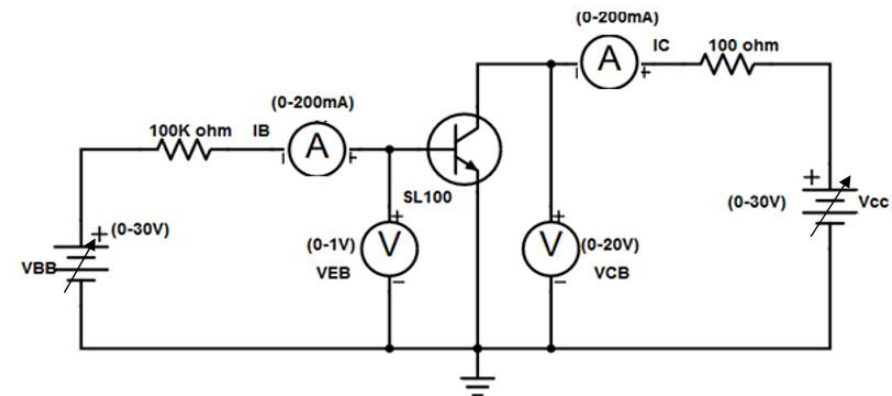 (0-200mA)
A
IC
100 ohm
- +
(0-200mA)
100K ohm
IB
A
- +
SL100
+
(0-30V)
Vcc
+
(0-30V)
VBB
+
(0-1V)
V
VEB
-
+
V
(0-20V)
VCB
-